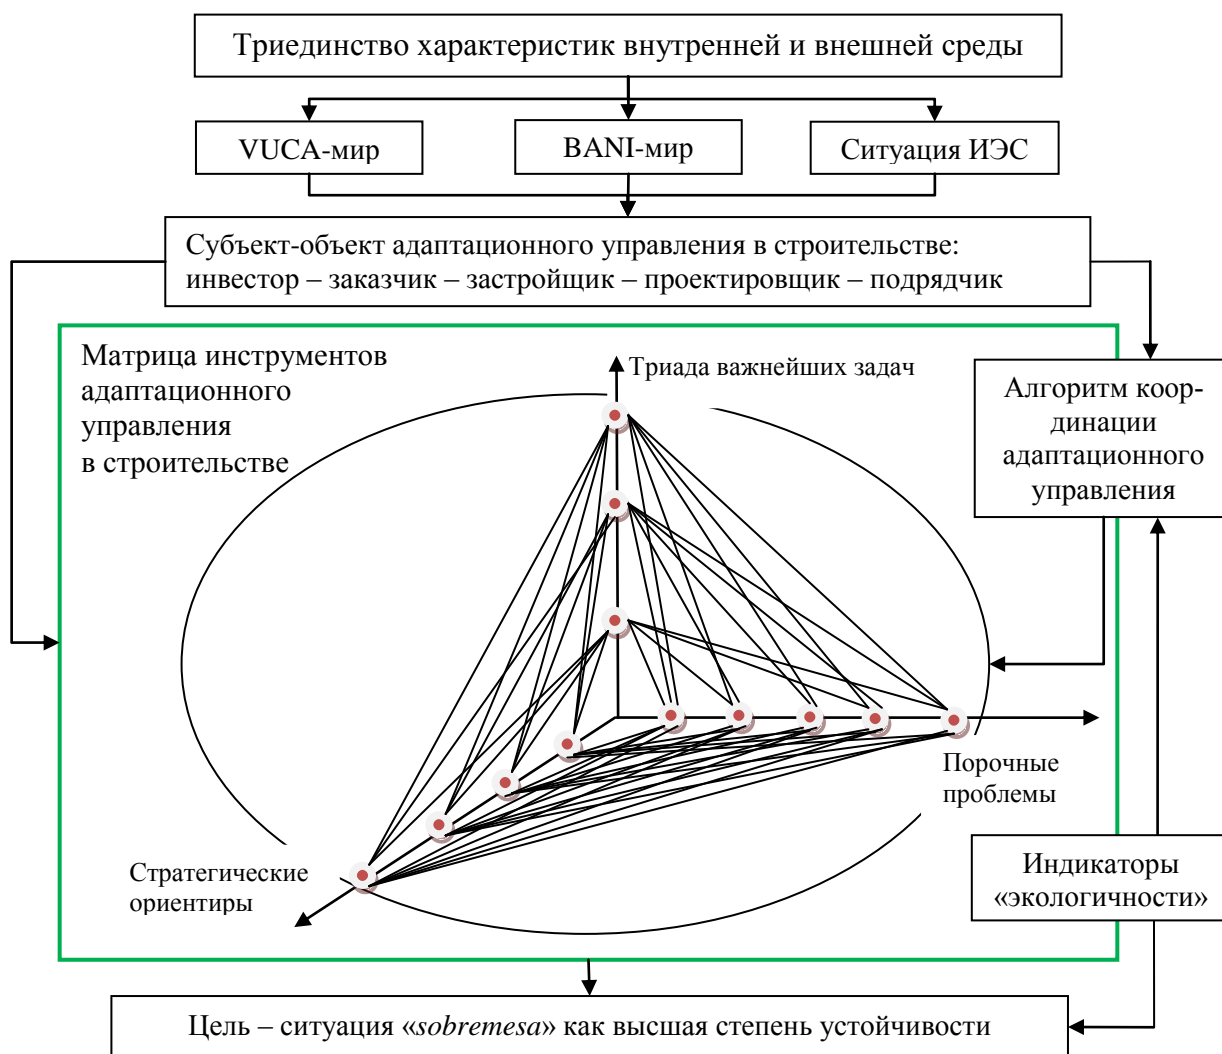 Триединство характеристик внутренней и внешней среды
VUCA-мир
BANI-мир
Ситуация ИЭС
Субъект-объект адаптационного управления в строительстве:
инвестор – заказчик – застройщик – проектировщик – подрядчик
Матрица инструментов
адаптационного
управления
в строительстве
Триада важнейших задач
Алгоритм коор-
динации
адаптационного
управления
Порочные
проблемы
Стратегические
ориентиры
Индикаторы
«экологичности»
Цель – ситуация «sobremesa» как высшая степень устойчивости